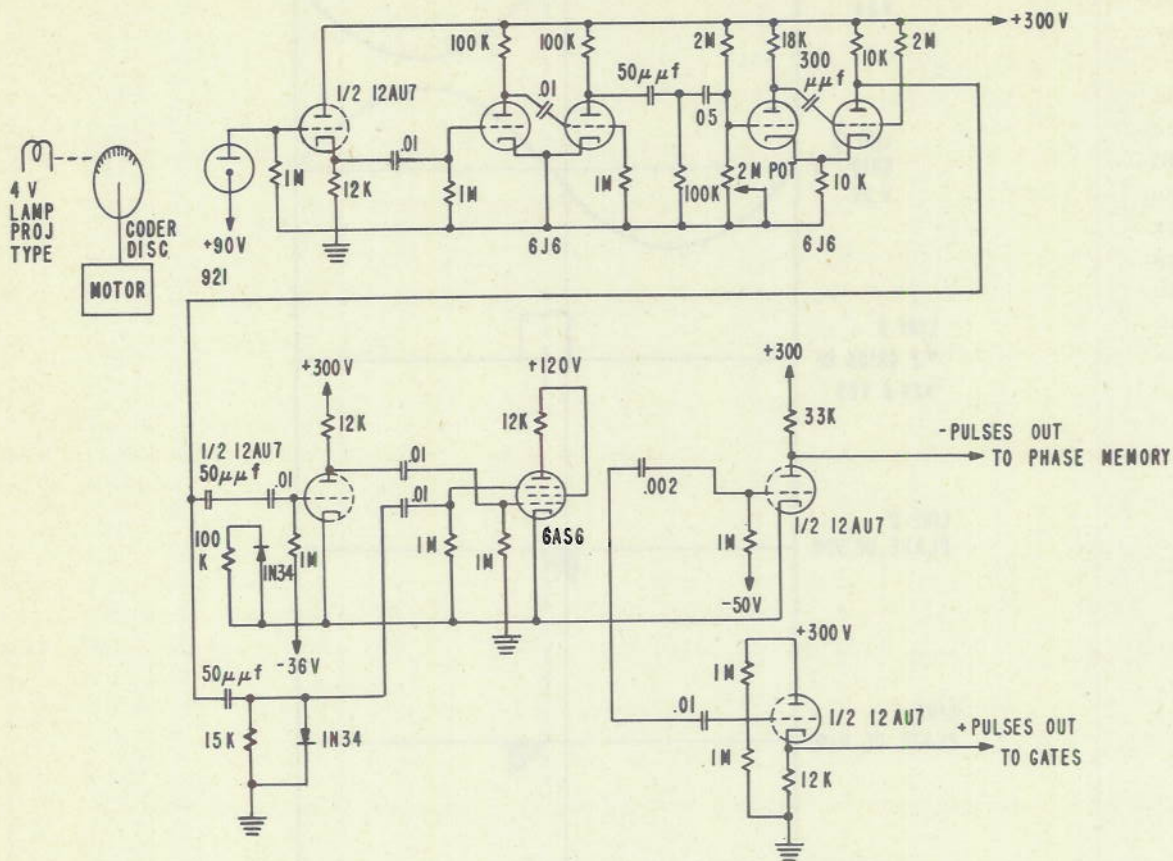 +300V
100K
100K
2M
18K
10K
2M
300
μμf
50μμf
.01
05
1/2 12AU7
.01
1M
12K
1M
1M
100K
2M POT
10K
4 V
LAMP
PROJ
TYPE
CODER
DISC
MOTOR
+90V
921
6J6
6J6
+300V
12K
+120V
12K
+300
33K
-PULSES OUT
TO PHASE MEMORY
1/2 12AU7
50μμf
.01
.01
.01
.002
100
K
1N34
1M
1M
1M
6AS6
1M
1/2 12AU7
-50V
-36V
+300V
50μμf
1M
.01
1/2 12AU7
15K
1N34
1M
12K
+PULSES OUT
TO GATES